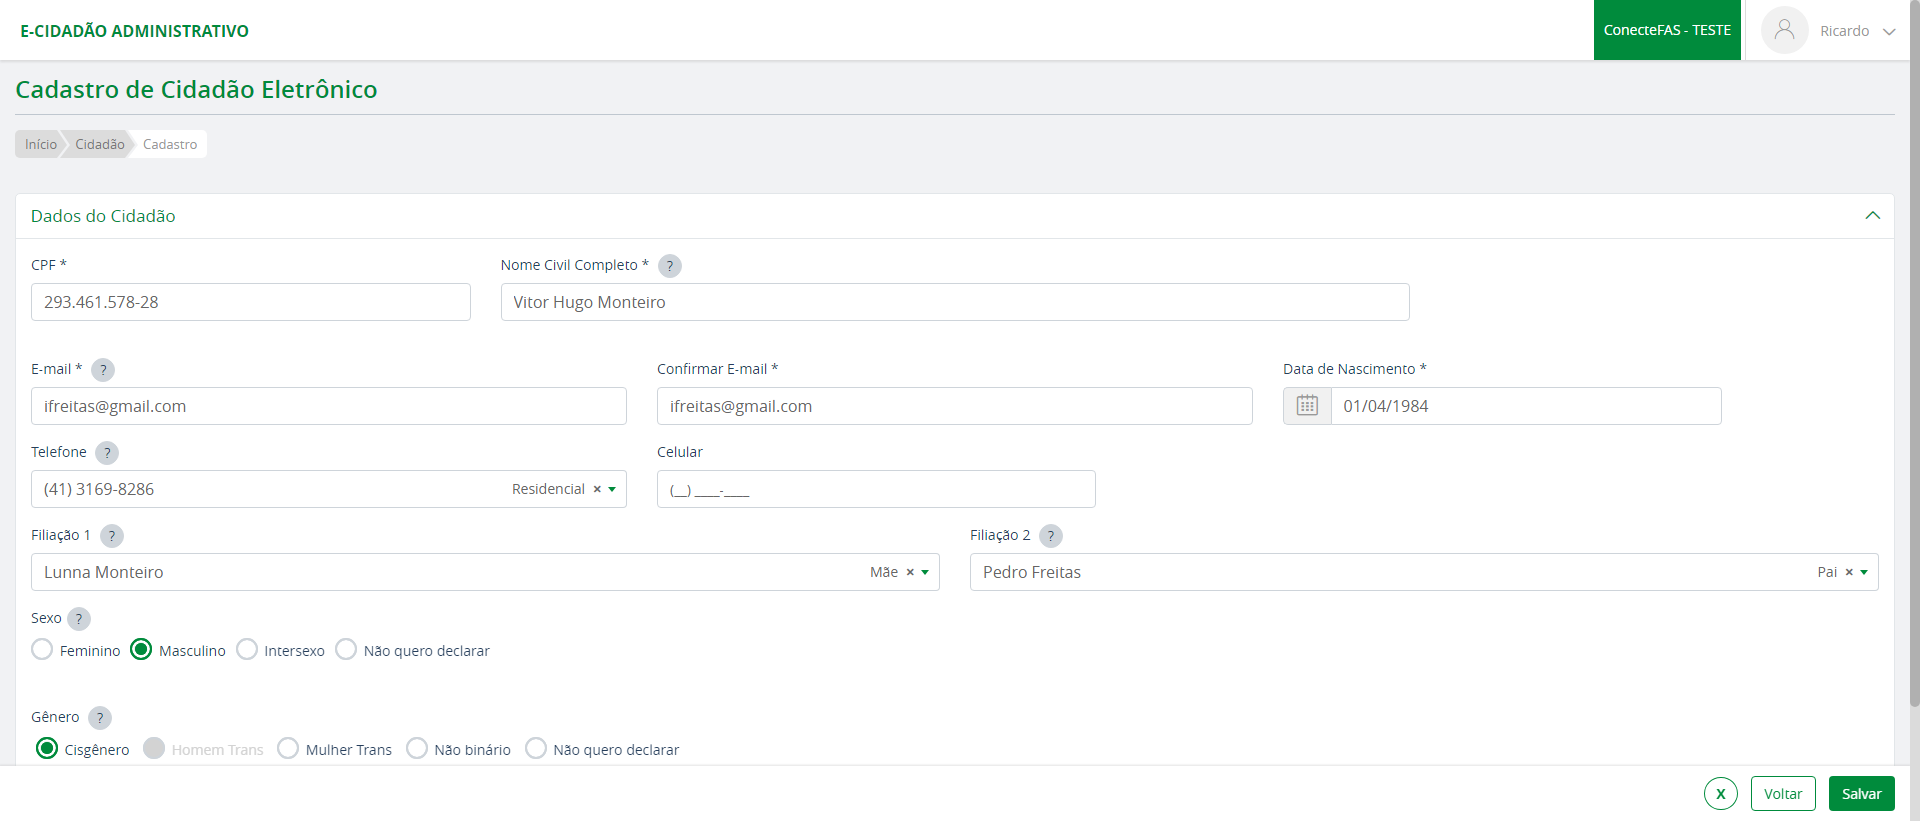 E-CIDADÃO ADMINISTRATIVO
ConecteFAS - TESTE
Ricardo
Cadastro de Cidadão Eletrônico
Início Cidadão Cadastro
Dados do Cidadão
CPF * Nome Civil Completo * ?
293.461.578-28 Vitor Hugo Monteiro
E-mail * ? Confirmar E-mail * Data de Nascimento *
ifreitas@gmail.com ifreitas@gmail.com 01/04/1984
Telefone ? Celular
(41) 3169-8286 Residencial × (__) ____-____
Filiação 1 ? Filiação 2 ?
Lunna Monteiro Mãe × Pedro Freitas Pai ×
Sexo ?
Feminino Masculino Intersexo Não quero declarar
Gênero ?
Cisgênero Homem Trans Mulher Trans Não binário Não quero declarar
X Voltar Salvar